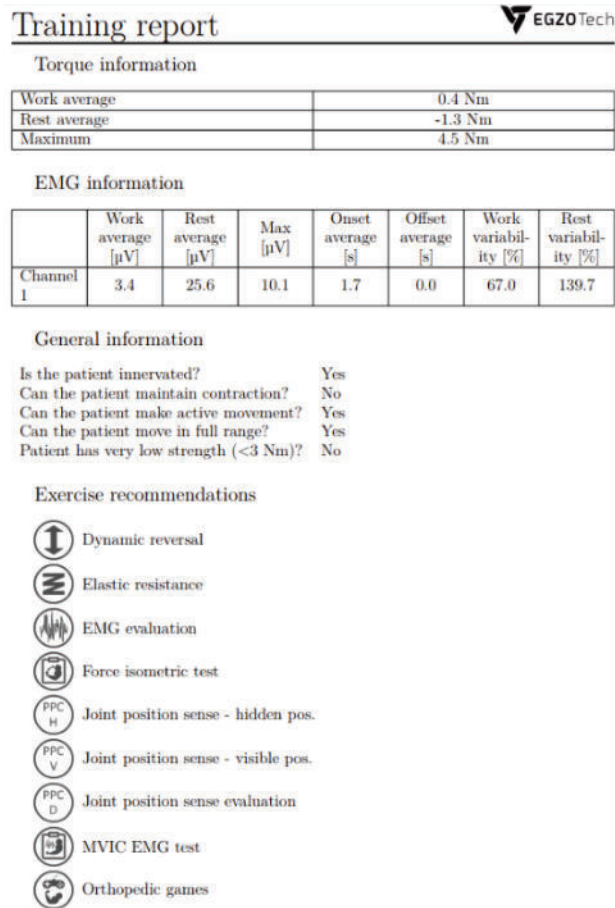 Training report
EGZOTech
Torque information
Work average 0.4 Nm
Rest average -1.3 Nm
Maximum 4.5 Nm
EMG information
Work average [µV] Rest average [µV] Max [µV] Onset average [s] Offset average [s] Work variabil-ity [%] Rest variabil-ity [%]
Channel 1 3.4 25.6 10.1 1.7 0.0 67.0 139.7
General information
Is the patient innervated? Yes
Can the patient maintain contraction? No
Can the patient make active movement? Yes
Can the patient move in full range? Yes
Patient has very low strength (<3 Nm)? No
Exercise recommendations
Dynamic reversal
Elastic resistance
EMG evaluation
Force isometric test
PPC H Joint position sense - hidden pos.
PPC V Joint position sense - visible pos.
PPC D Joint position sense evaluation
MVIC EMG test
Orthopedic games